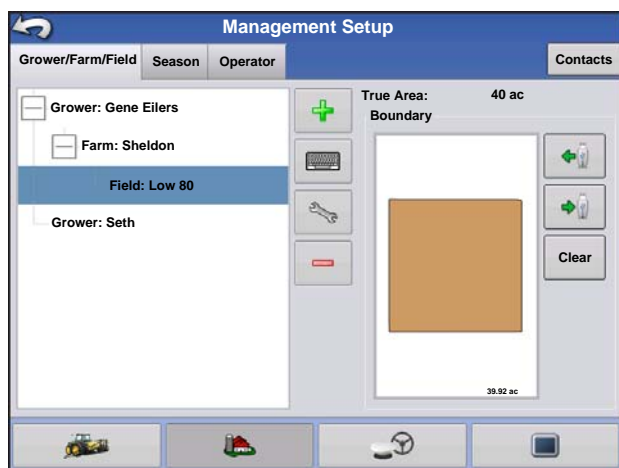 Management Setup
Grower/Farm/Field Season Operator Contacts
Grower: Gene Eilers
Farm: Sheldon
Field: Low 80
Grower: Seth
True Area: 40 ac
Boundary
Clear
39.92 ac